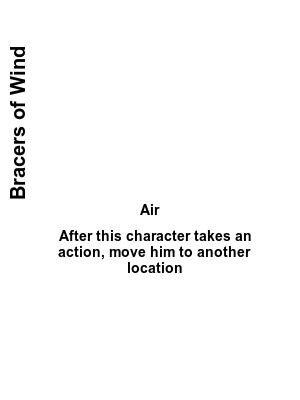 Bracers of Wind
Air
After this character takes an
action, move him to another
location